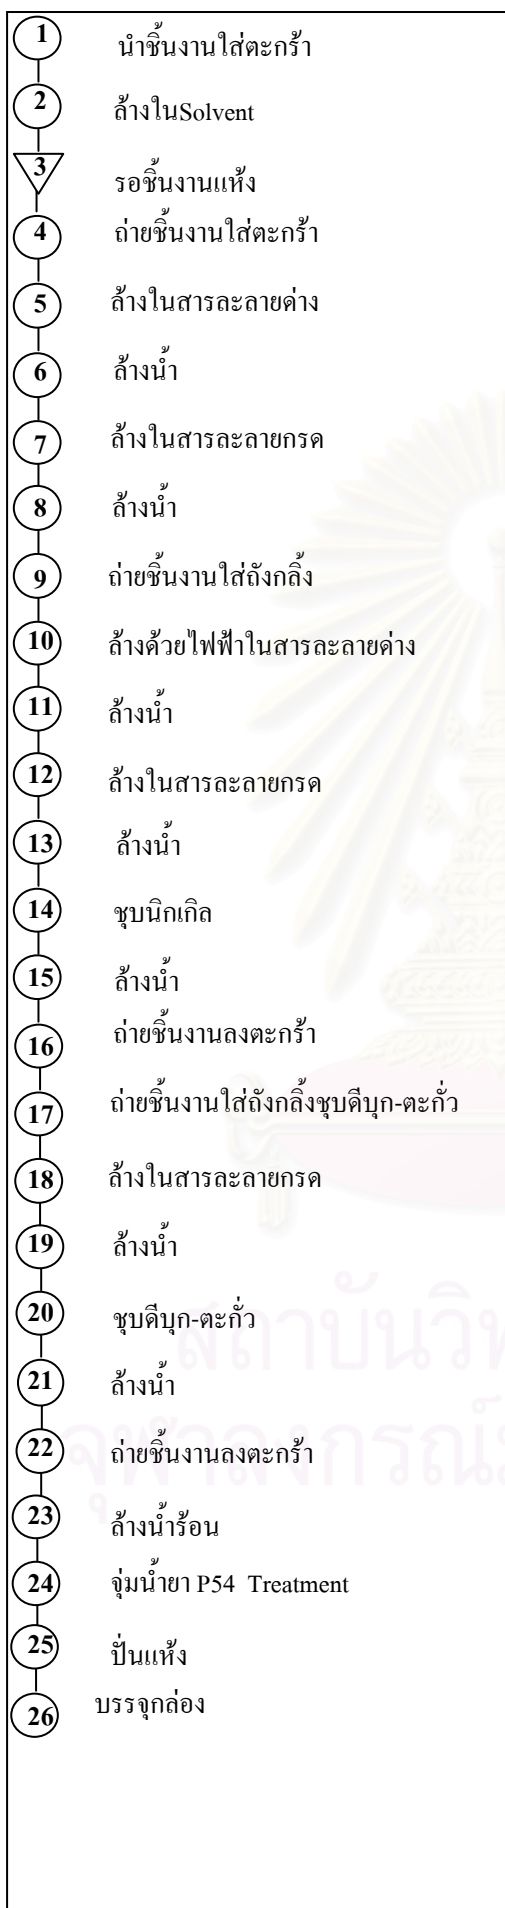 1 นำชิ้นงานใส่ตะกร้า
2 ล้างในSolvent
3 รอชิ้นงานแห้ง
4 ถ่ายชิ้นงานใส่ตะกร้า
5 ล้างในสารละลายด่าง
6 ล้างน้ำ
7 ล้างในสารละลายกรด
8 ล้างน้ำ
9 ถ่ายชิ้นงานใส่ถังกลิ้ง
10 ล้างด้วยไฟฟ้าในสารละลายด่าง
11 ล้างน้ำ
12 ล้างในสารละลายกรด
13 ล้างน้ำ
14 ชุบนิกเกิล
15 ล้างน้ำ
16 ถ่ายชิ้นงานลงตะกร้า
17 ถ่ายชิ้นงานใส่ถังกลิ้งชุบดีบุก-ตะกั่ว
18 ล้างในสารละลายกรด
19 ล้างน้ำ
20 ชุบดีบุก-ตะกั่ว
สถาบันวิท
21 ล้างน้ำ
22 ถ่ายชิ้นงานลงตะกร้า
จุฬาลงกรณ์
23 ล้างน้ำร้อน
24 จุ่มน้ำยา P54 Treatment
25 ปั่นแห้ง
26 บรรจุกล่อง